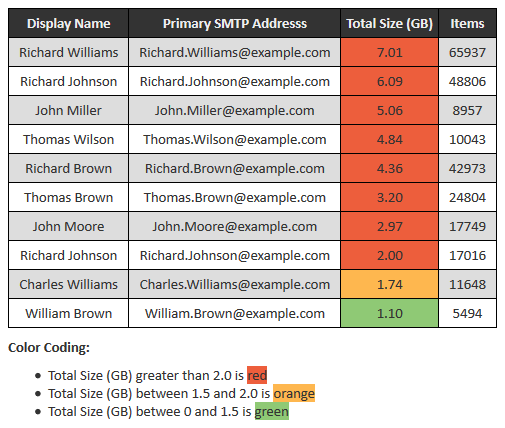 Display Name Primary SMTP Addresss Total Size (GB) Items
Richard Williams Richard.Williams@example.com 7.01 65937
Richard Johnson Richard.Johnson@example.com 6.09 48806
John Miller John.Miller@example.com 5.06 8957
Thomas Wilson Thomas.Wilson@example.com 4.84 10043
Richard Brown Richard.Brown@example.com 4.36 42973
Thomas Brown Thomas.Brown@example.com 3.20 24804
John Moore John.Moore@example.com 2.97 17749
Richard Johnson Richard.Johnson@example.com 2.00 17016
Charles Williams Charles.Williams@example.com 1.74 11648
William Brown William.Brown@example.com 1.10 5494
Color Coding:
• Total Size (GB) greater than 2.0 is red
• Total Size (GB) between 1.5 and 2.0 is orange
• Total Size (GB) betwee 0 and 1.5 is green